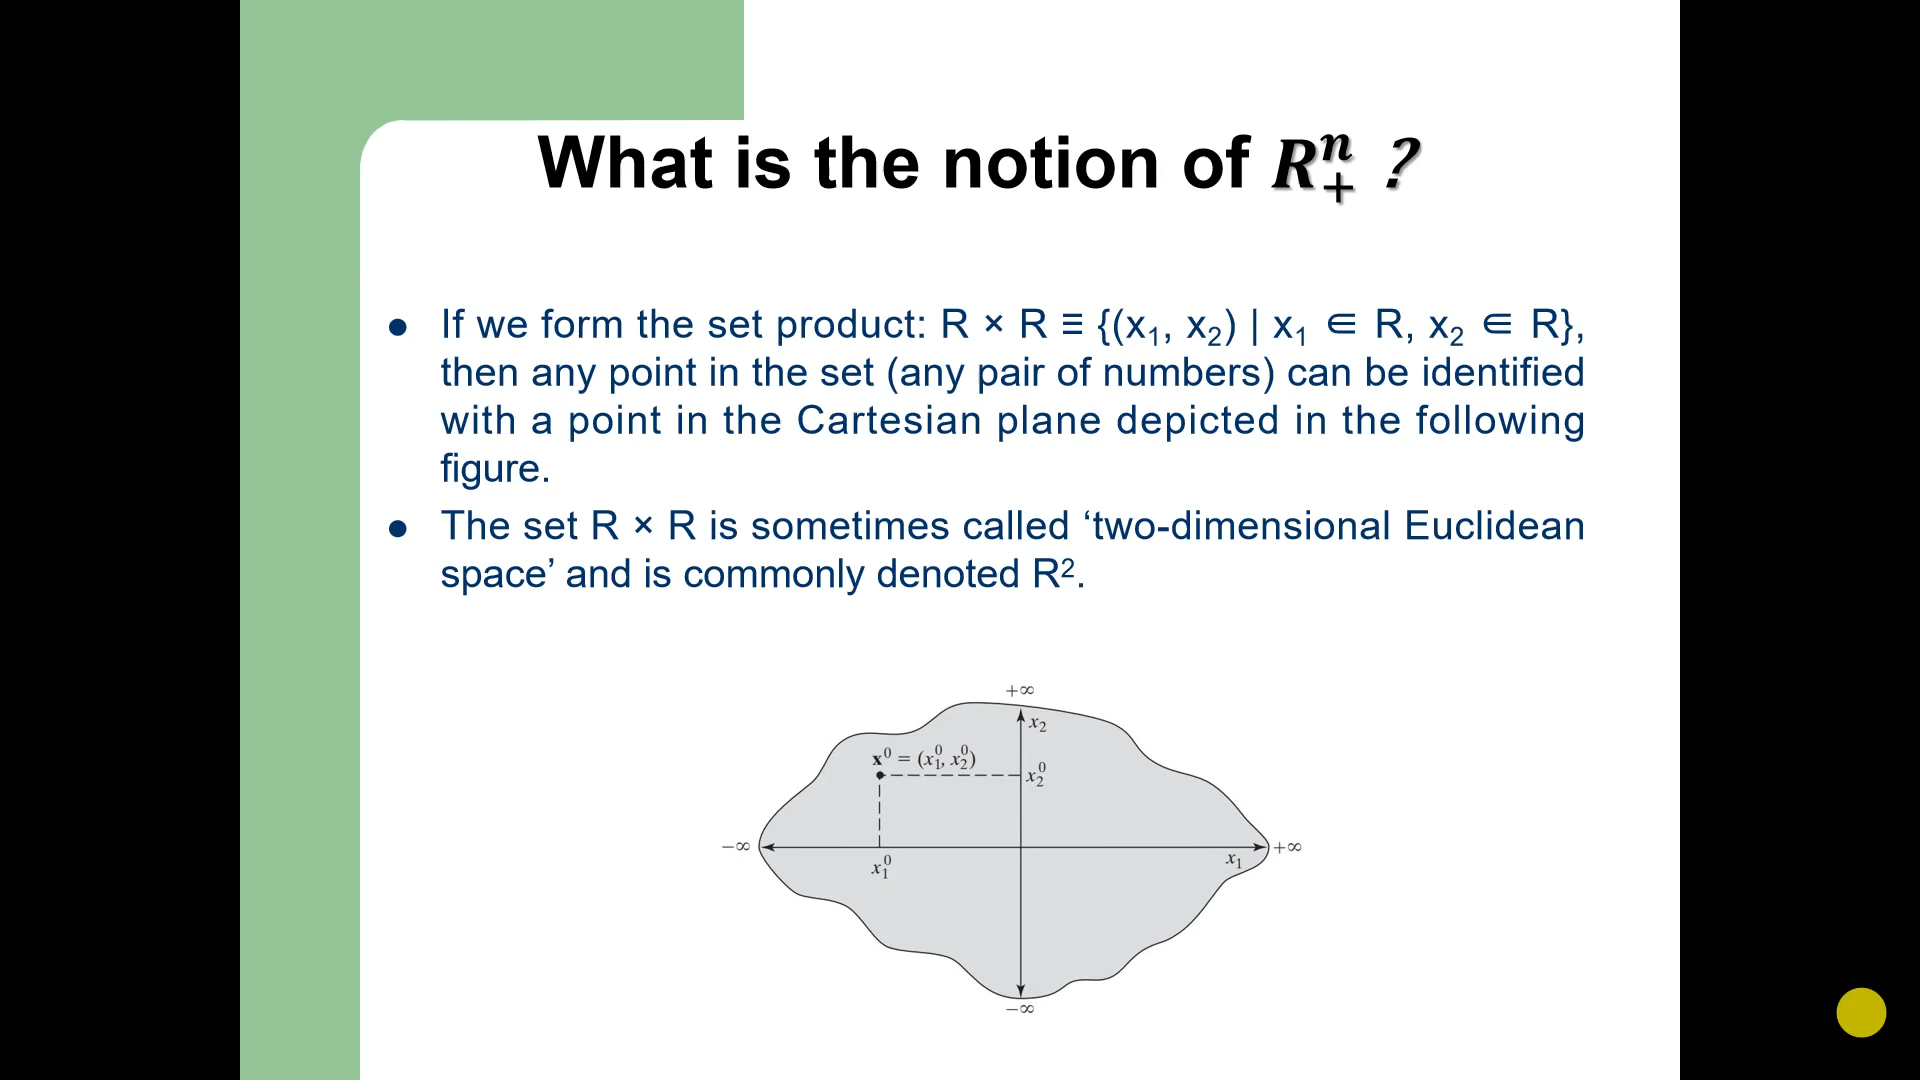 What is the notion of 𝑹₊ⁿ ?
● If we form the set product: R × R ≡ {(x₁, x₂) | x₁ ∈ R, x₂ ∈ R},
then any point in the set (any pair of numbers) can be identified
with a point in the Cartesian plane depicted in the following
figure.
● The set R × R is sometimes called ‘two-dimensional Euclidean
space’ and is commonly denoted R².
+∞
x₂
x⁰ = (x₁⁰, x₂⁰)
x₂⁰
−∞
+∞
x₁
x₁⁰
−∞